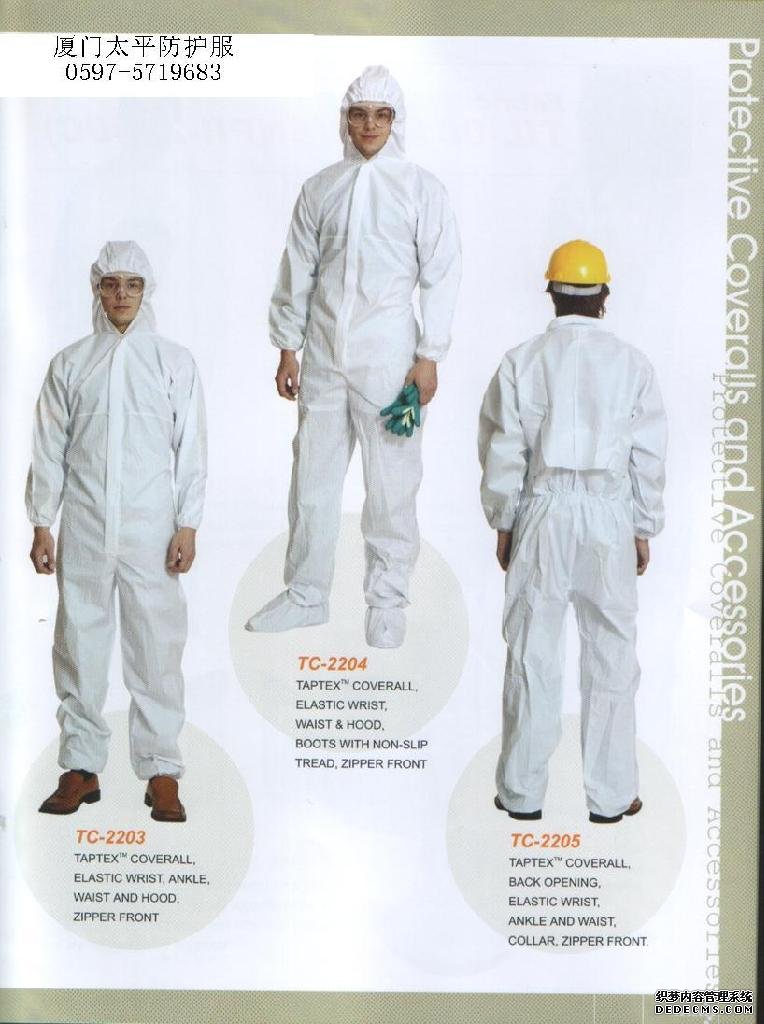 厦门太平防护服
0597-5719683
Protective Coveralls and Accessories
Protective Coveralls and Accessories
TC-2204
TAPTEX™ COVERALL,
ELASTIC WRIST,
WAIST & HOOD,
BOOTS WITH NON-SLIP
TREAD, ZIPPER FRONT
TC-2203
TAPTEX™ COVERALL,
ELASTIC WRIST, ANKLE,
WAIST AND HOOD.
ZIPPER FRONT
TC-2205
TAPTEX™ COVERALL,
BACK OPENING,
ELASTIC WRIST,
ANKLE AND WAIST,
COLLAR, ZIPPER FRONT.
织梦内容管理系统
DEDECMS.COM